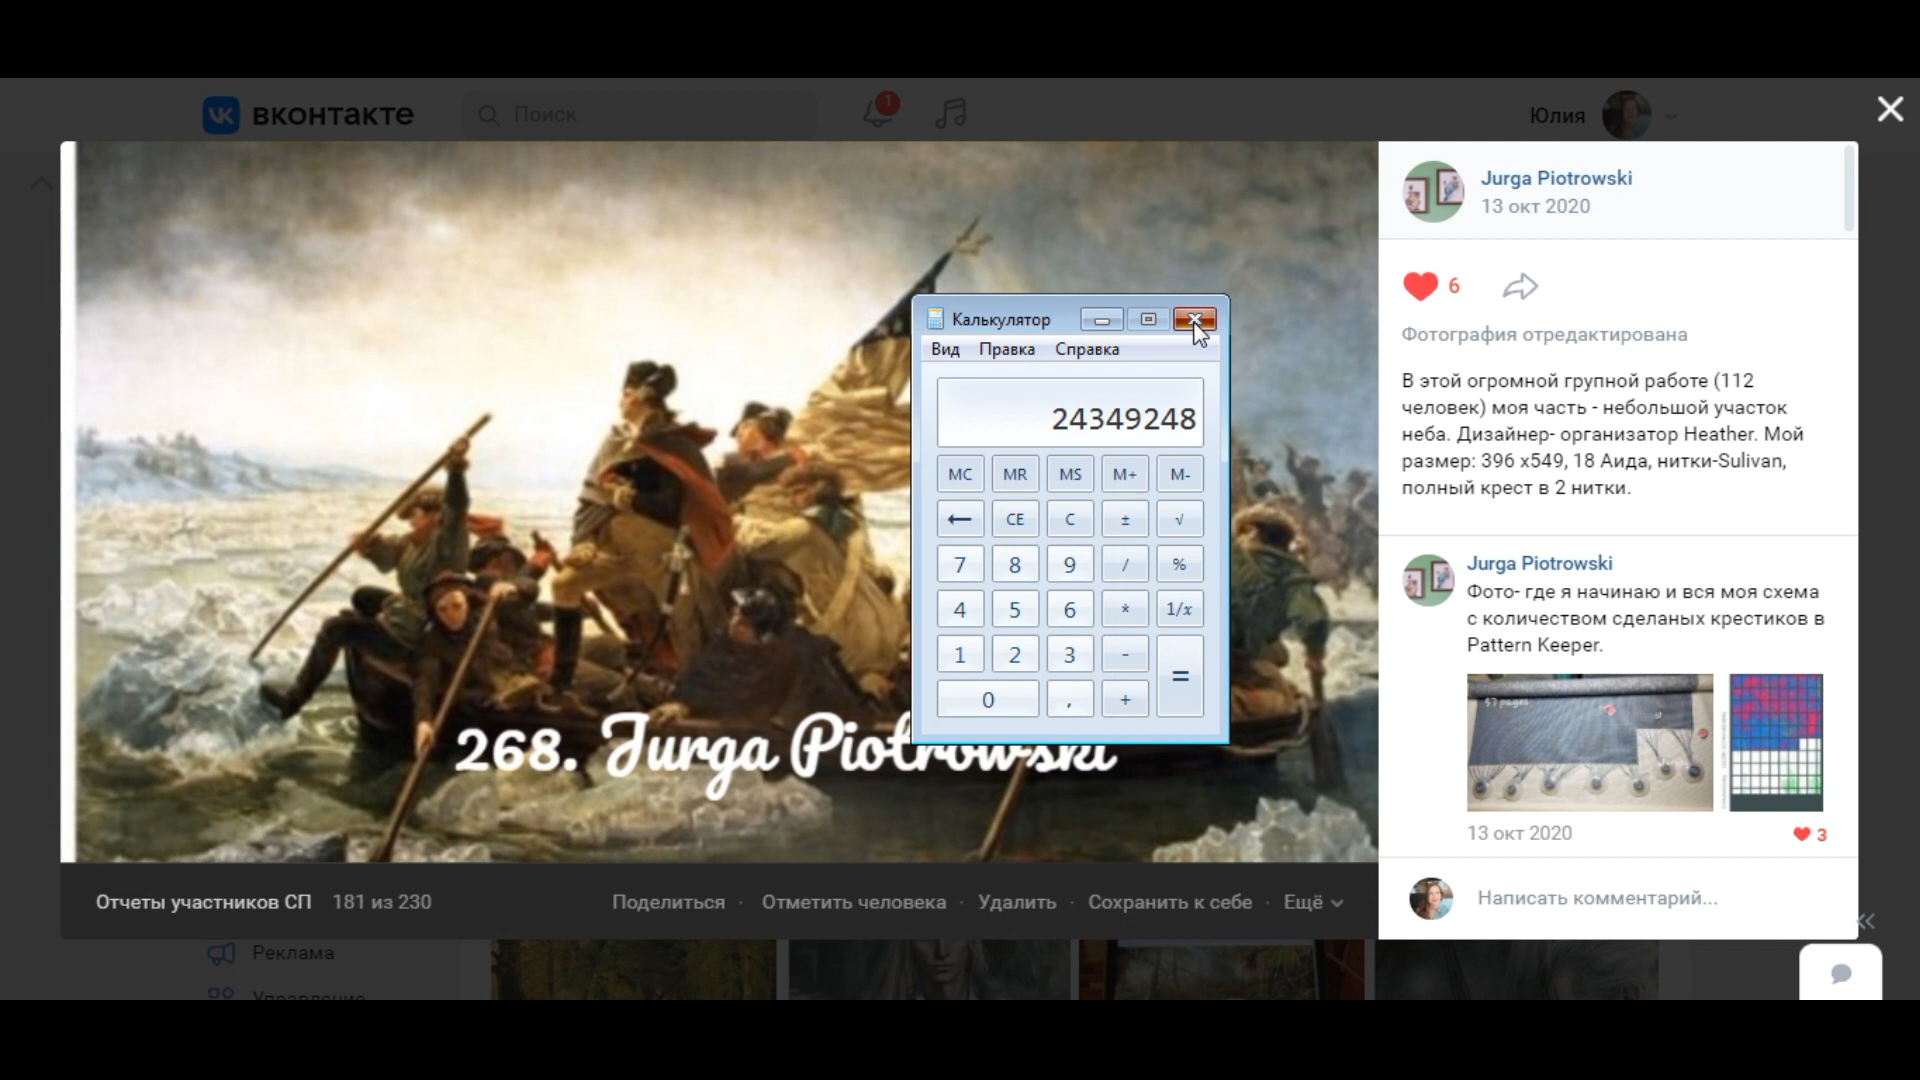 вконтакте
Поиск
1
Юлия
Jurga Piotrowski
13 окт 2020
6
Фотография отредактирована
В этой огромной групной работе (112
человек) моя часть - небольшой участок
неба. Дизайнер- организатор Heather. Мой
размер: 396 x549, 18 Аида, нитки-Sulivan,
полный крест в 2 нитки.
Jurga Piotrowski
Фото- где я начинаю и вся моя схема
с количеством сделаных крестиков в
Pattern Keeper.
57 pages
13 окт 2020
3
Написать комментарий...
Калькулятор
Вид Правка Справка
24349248
MC MR MS M+ M-
← CE C ± √
7 8 9 / %
4 5 6 * 1/x
1 2 3 - =
0 , +
268. Jurga Piotrowski
Отчеты участников СП 181 из 230
Поделиться · Отметить человека · Удалить · Сохранить к себе · Ещё
Реклама
Управление